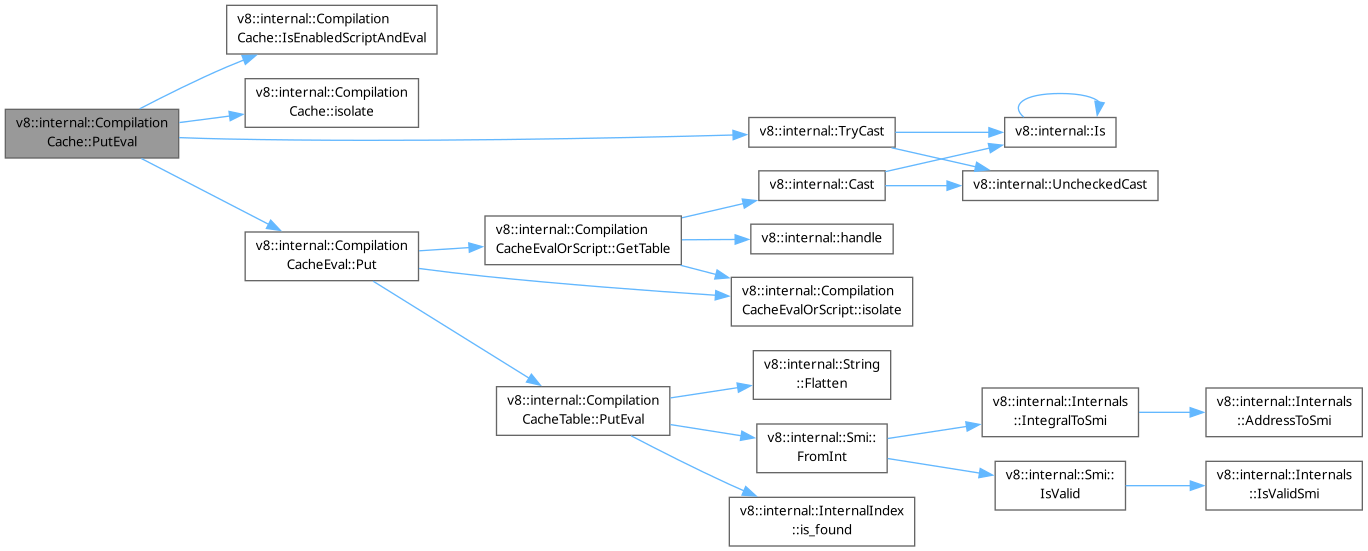 v8::internal::Compilation
Cache::PutEval
v8::internal::Compilation
Cache::IsEnabledScriptAndEval
v8::internal::Compilation
Cache::isolate
v8::internal::TryCast
v8::internal::Is
v8::internal::UncheckedCast
v8::internal::Cast
v8::internal::Compilation
CacheEval::Put
v8::internal::Compilation
CacheEvalOrScript::GetTable
v8::internal::handle
v8::internal::Compilation
CacheEvalOrScript::isolate
v8::internal::Compilation
CacheTable::PutEval
v8::internal::String
::Flatten
v8::internal::Smi::
FromInt
v8::internal::Internals
::IntegralToSmi
v8::internal::Internals
::AddressToSmi
v8::internal::Smi::
IsValid
v8::internal::Internals
::IsValidSmi
v8::internal::InternalIndex
::is_found